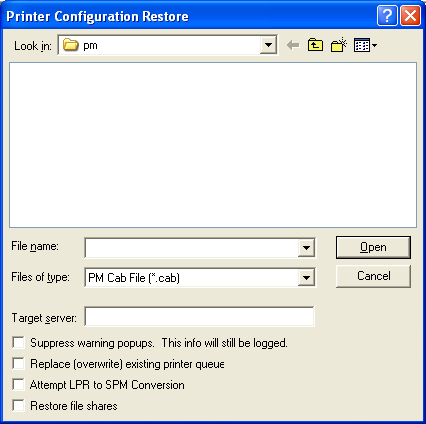 Printer Configuration Restore
Look in: pm
File name: Open
Files of type: PM Cab File (*.cab) Cancel
Target server:
Suppress warning popups. This info will still be logged.
Replace (overwrite) existing printer queue
Attempt LPR to SPM Conversion
Restore file shares